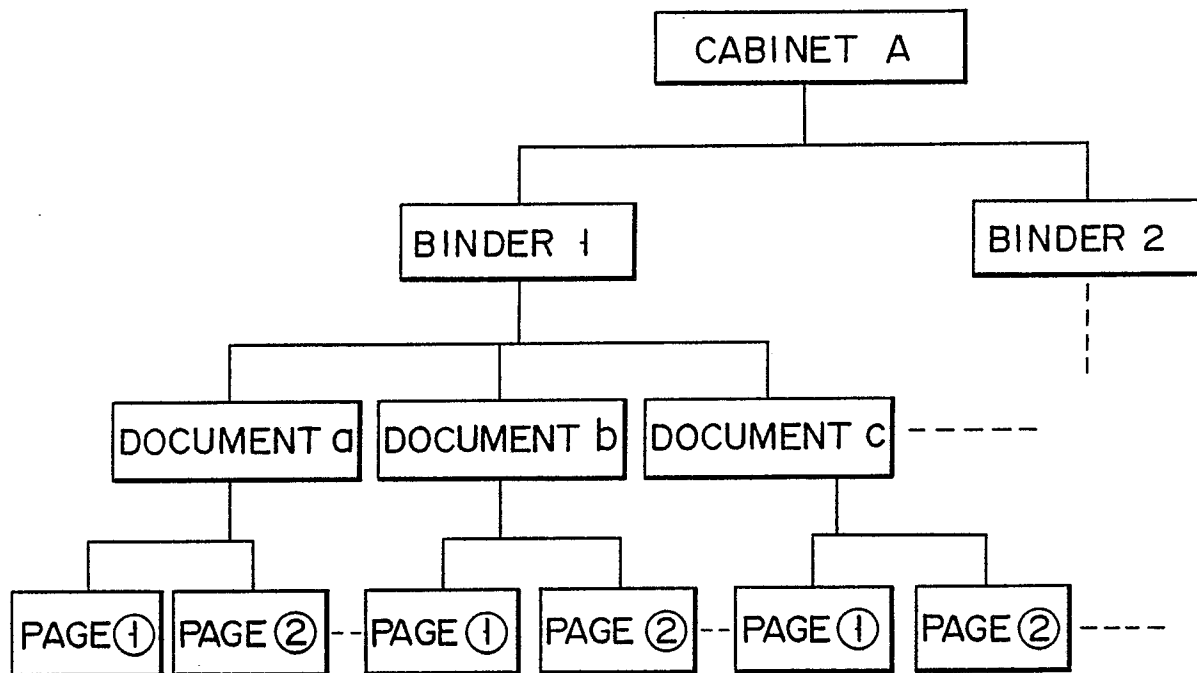 CABINET A
BINDER 1
BINDER 2
DOCUMENT a
DOCUMENT b
DOCUMENT c
PAGE ①
PAGE ②
PAGE ①
PAGE ②
PAGE ①
PAGE ②